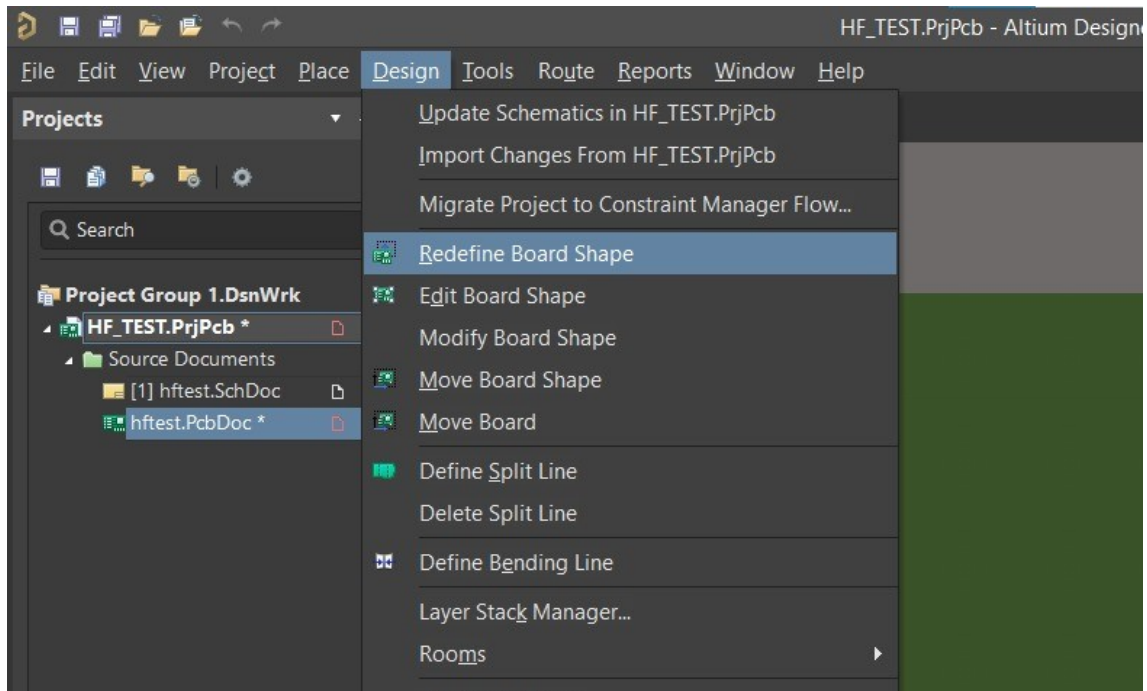 HF_TEST.PrjPcb - Altium Designe
File Edit View Project Place Design Tools Route Reports Window Help
Projects
Search
Project Group 1.DsnWrk
HF_TEST.PrjPcb *
Source Documents
[1] hftest.SchDoc
hftest.PcbDoc *
Update Schematics in HF_TEST.PrjPcb
Import Changes From HF_TEST.PrjPcb
Migrate Project to Constraint Manager Flow...
Redefine Board Shape
Edit Board Shape
Modify Board Shape
Move Board Shape
Move Board
Define Split Line
Delete Split Line
Define Bending Line
Layer Stack Manager...
Rooms